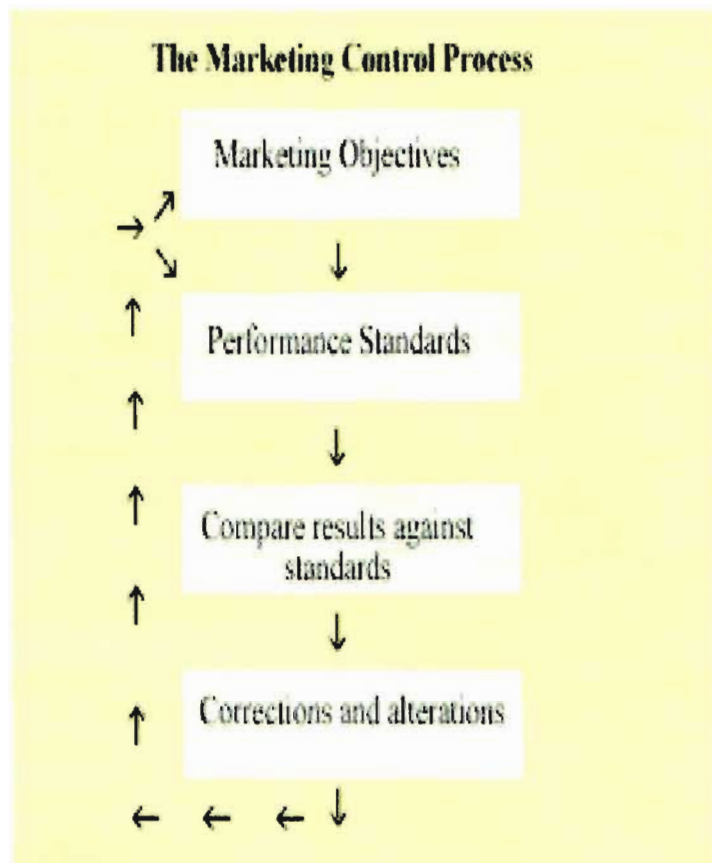 The Marketing Control Process
Marketing Objectives
Performance Standards
Compare results against
standards
Corrections and alterations